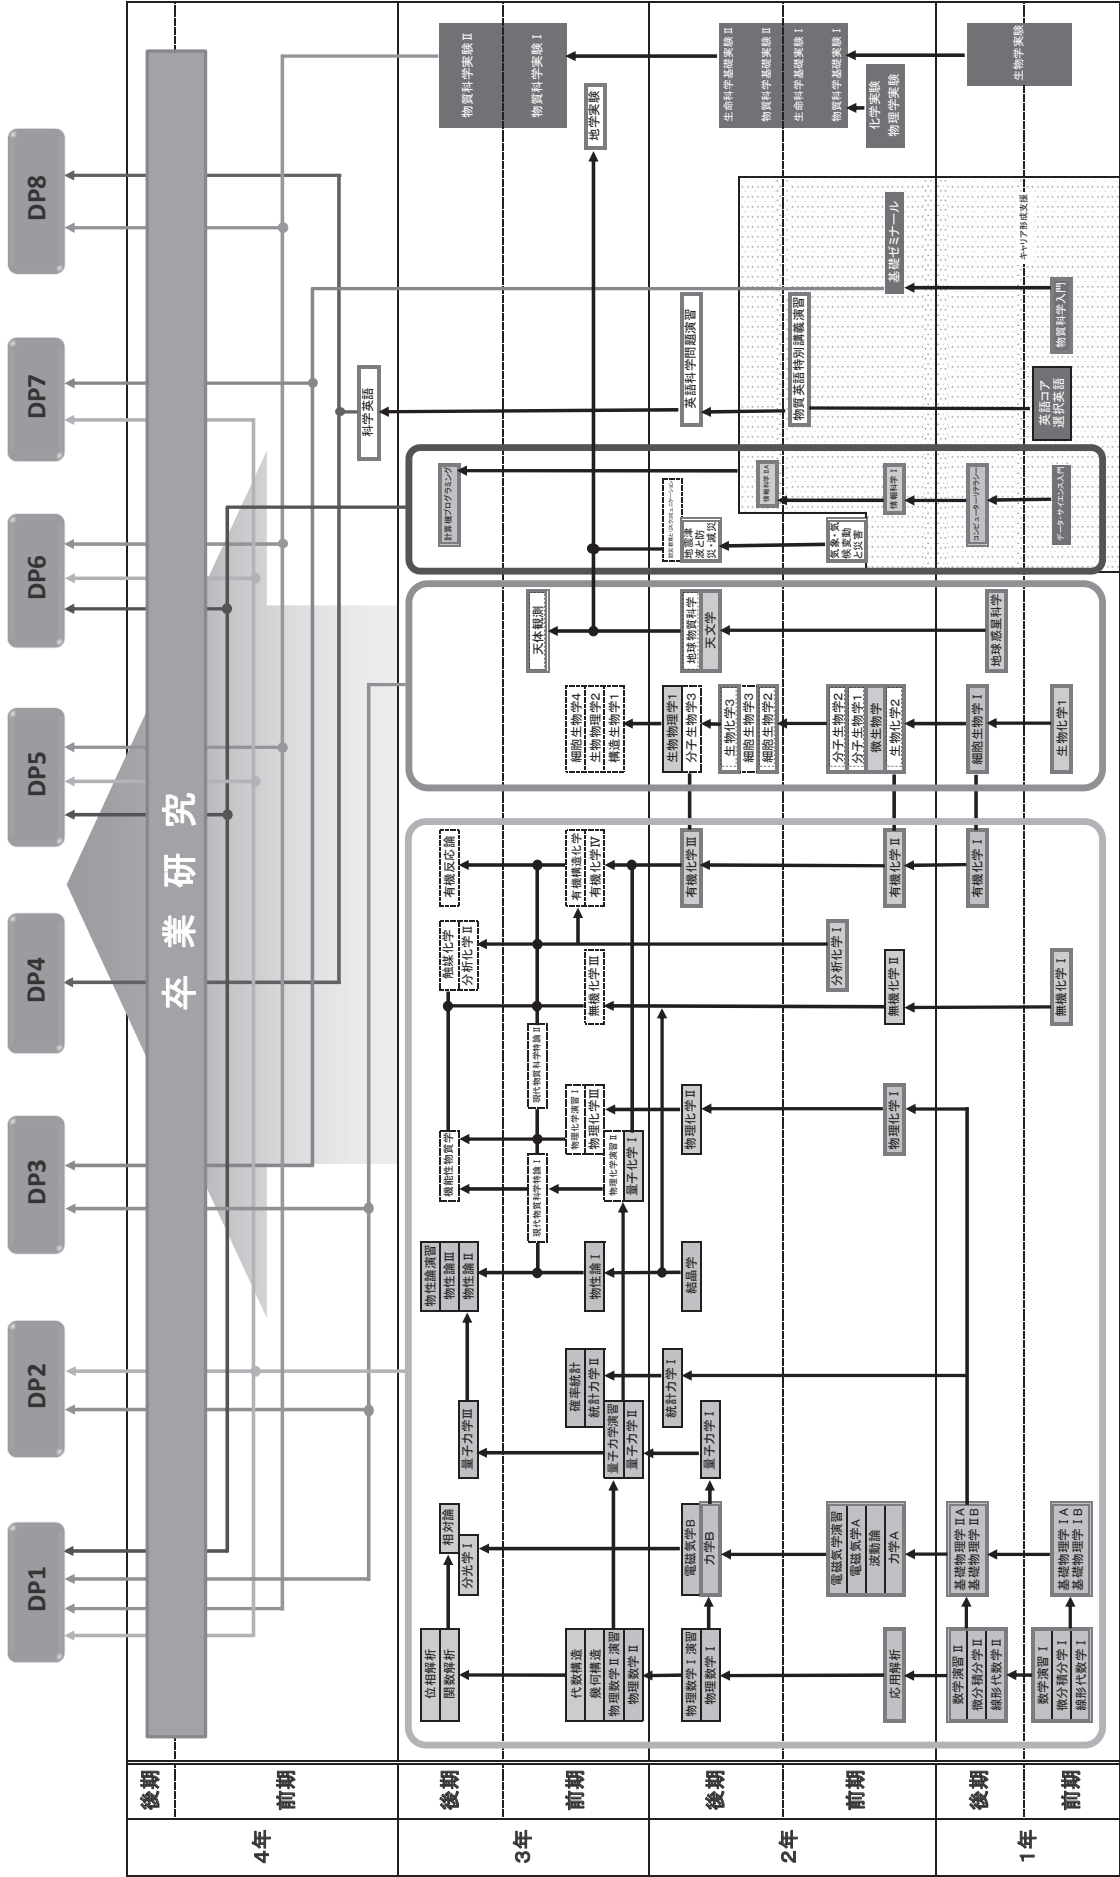 DP1
DP2
DP3
DP4
DP5
DP6
DP7
DP8
4年
後期
卒業研究
前期
3年
後期
位相解析
関数解析
相対論
分光学Ⅰ
量子力学Ⅲ
物性論演習
物性論Ⅲ
物性論Ⅱ
機能性物質学
触媒化学
分析化学Ⅱ
有機反応論
計算機プログラミング
科学英語
物質科学実験Ⅱ
現代物質科学特論Ⅰ
現代物質科学特論Ⅱ
天体観測
前期
代数構造
幾何構造
物理数学Ⅱ演習
物理数学Ⅱ
量子力学演習
量子力学Ⅱ
確率統計
統計力学Ⅱ
物性論Ⅰ
物理化学演習Ⅱ
量子化学Ⅰ
物理化学演習Ⅰ
物理化学Ⅲ
無機化学Ⅲ
有機構造化学
有機化学Ⅳ
細胞生物学4
生物物理学2
構造生物学1
地学実験
物質科学実験Ⅰ
2年
後期
物理数学Ⅰ演習
物理数学Ⅰ
電磁気学B
力学B
量子力学Ⅰ
統計力学Ⅰ
結晶学
物理化学Ⅱ
有機化学Ⅲ
生物物理学1
分子生物学3
生物化学3
細胞生物学3
細胞生物学2
地球物質科学
天文学
地震津
波と防
災・減災
情報科学ⅡA
英語科学問題演習
生命科学基礎実験Ⅱ
物質科学基礎実験Ⅱ
前期
応用解析
電磁気学演習
電磁気学A
波動論
力学A
物理化学Ⅰ
無機化学Ⅱ
分析化学Ⅰ
有機化学Ⅱ
分子生物学2
分子生物学1
微生物学
生物化学2
気象・気
候変動
と災害
情報科学Ⅰ
物質英語特別講義演習
基礎ゼミナール
生命科学基礎実験Ⅰ
物質科学基礎実験Ⅰ
化学実験
物理学実験
1年
後期
数学演習Ⅱ
微分積分学Ⅱ
線形代数学Ⅱ
基礎物理学ⅡA
基礎物理学ⅡB
有機化学Ⅰ
細胞生物学Ⅰ
地球惑星科学
コンピューターリテラシー
キャリア形成支援
生物学実験
前期
数学演習Ⅰ
微分積分学Ⅰ
線形代数学Ⅰ
基礎物理学ⅠA
基礎物理学ⅠB
無機化学Ⅰ
生物化学1
データ・サイエンス入門
英語コア
選択英語
物質科学入門